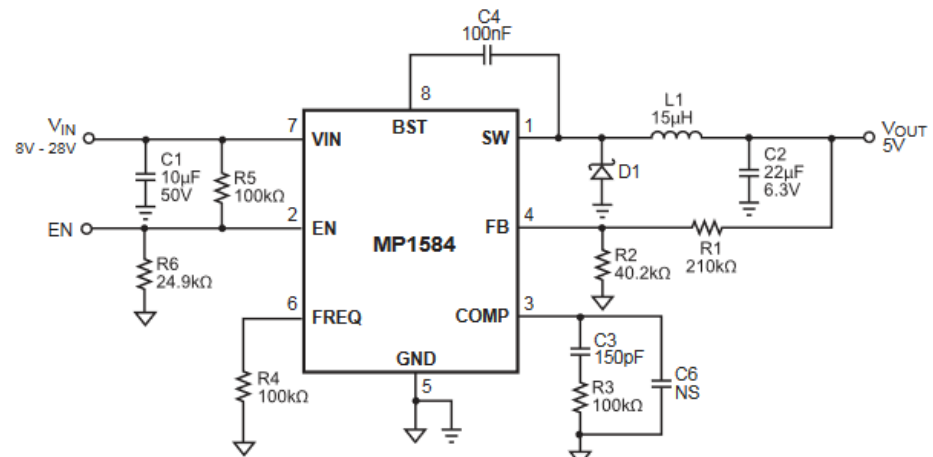 C4
100nF
8
BST
VIN
8V - 28V
7
VIN
C1
10µF
50V
R5
100kΩ
EN
2
EN
R6
24.9kΩ
6
FREQ
R4
100kΩ
MP1584
GND
5
SW
1
L1
15µH
VOUT
5V
D1
C2
22µF
6.3V
FB
4
R1
210kΩ
R2
40.2kΩ
COMP
3
C3
150pF
R3
100kΩ
C6
NS